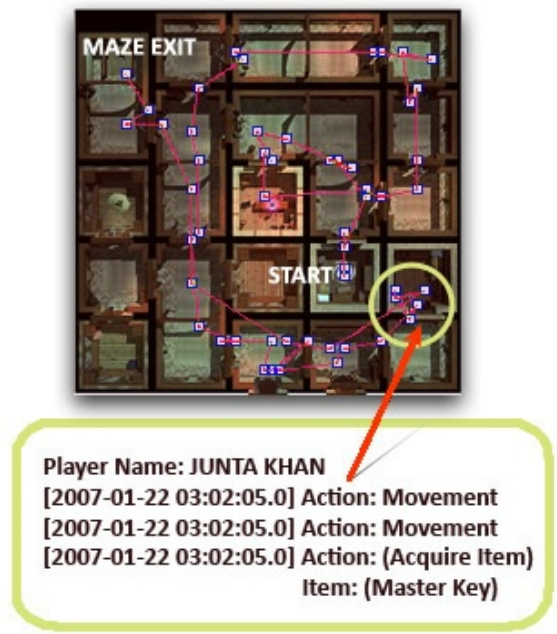 MAZE EXIT
START
Player Name: JUNTA KHAN
[2007-01-22 03:02:05.0] Action: Movement
[2007-01-22 03:02:05.0] Action: Movement
[2007-01-22 03:02:05.0] Action: (Acquire Item)
Item: (Master Key)